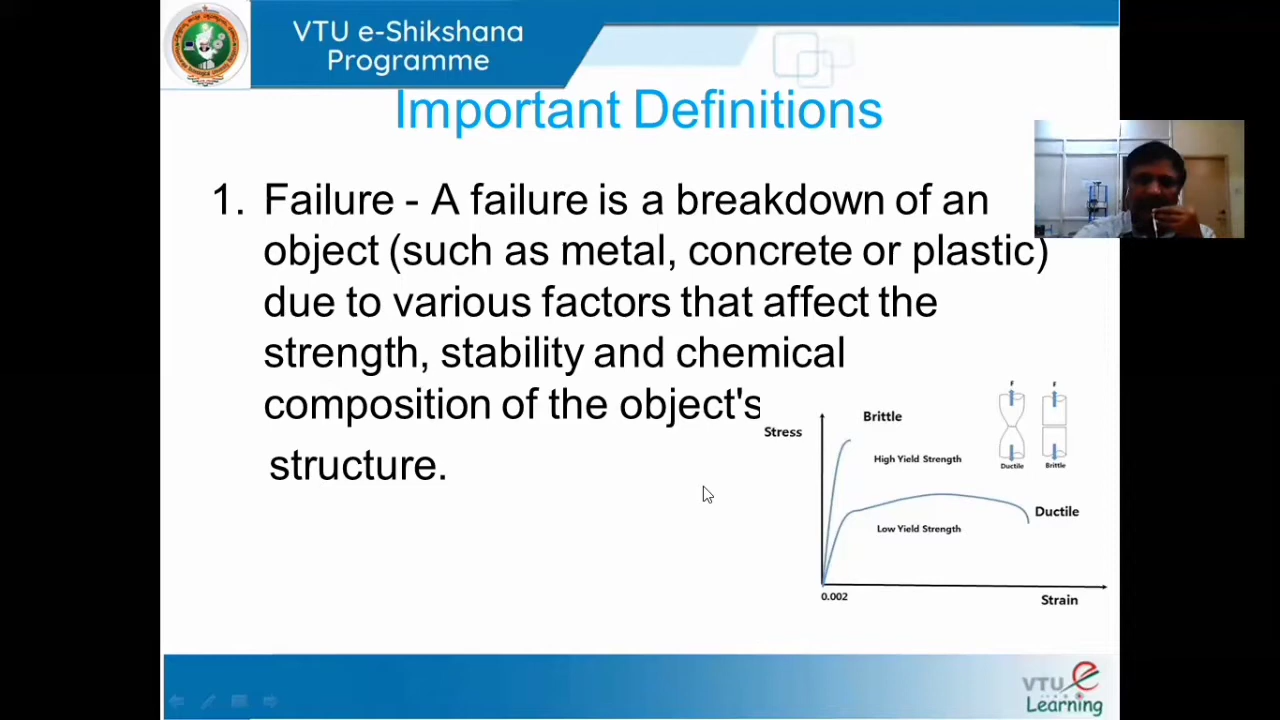 VTU e-Shikshana
Programme
Important Definitions
1. Failure - A failure is a breakdown of an
object (such as metal, concrete or plastic)
due to various factors that affect the
strength, stability and chemical
composition of the object's
structure.
F F
Stress
Brittle
High Yield Strength
Ductile Brittle
Ductile
Low Yield Strength
0.002
Strain
VTU e
Learning